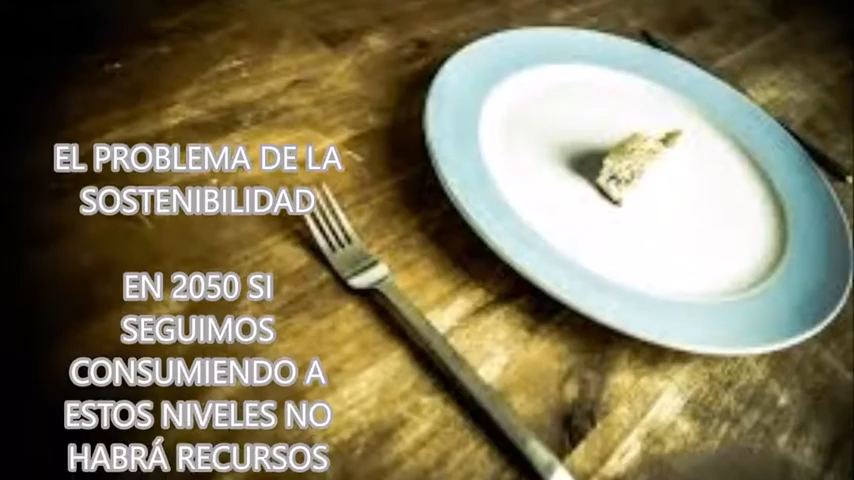 EL PROBLEMA DE LA
SOSTENIBILIDAD
EN 2050 SI
SEGUIMOS
CONSUMIENDO A
ESTOS NIVELES NO
HABRÁ RECURSOS